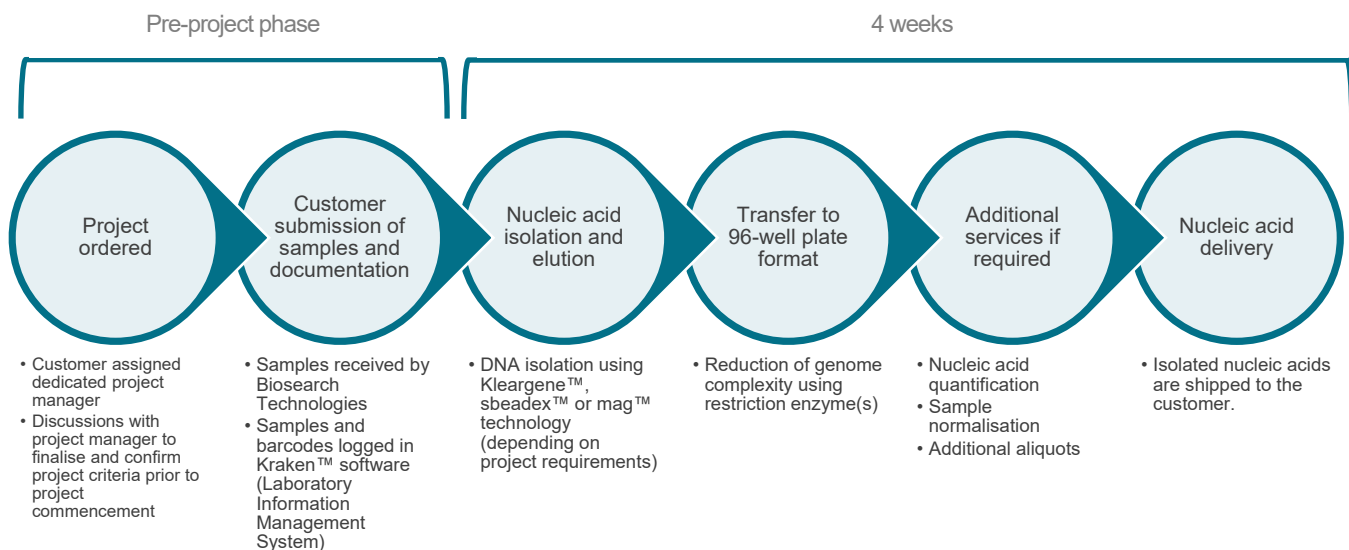 Pre-project phase
4 weeks
Project
ordered
Customer
submission of
samples and
documentation
Nucleic acid
isolation and
elution
Transfer to
96-well plate
format
Additional
services if
required
Nucleic acid
delivery
• Customer assigned
dedicated project
manager
• Discussions with
project manager to
finalise and confirm
project criteria prior to
project
commencement
• Samples received by
Biosearch
Technologies
• Samples and
barcodes logged in
Kraken™ software
(Laboratory
Information
Management
System)
• DNA isolation using
Kleargene™,
sbeadex™ or mag™
technology
(depending on
project requirements)
• Reduction of genome
complexity using
restriction enzyme(s)
• Nucleic acid
quantification
• Sample
normalisation
• Additional aliquots
• Isolated nucleic acids
are shipped to the
customer.